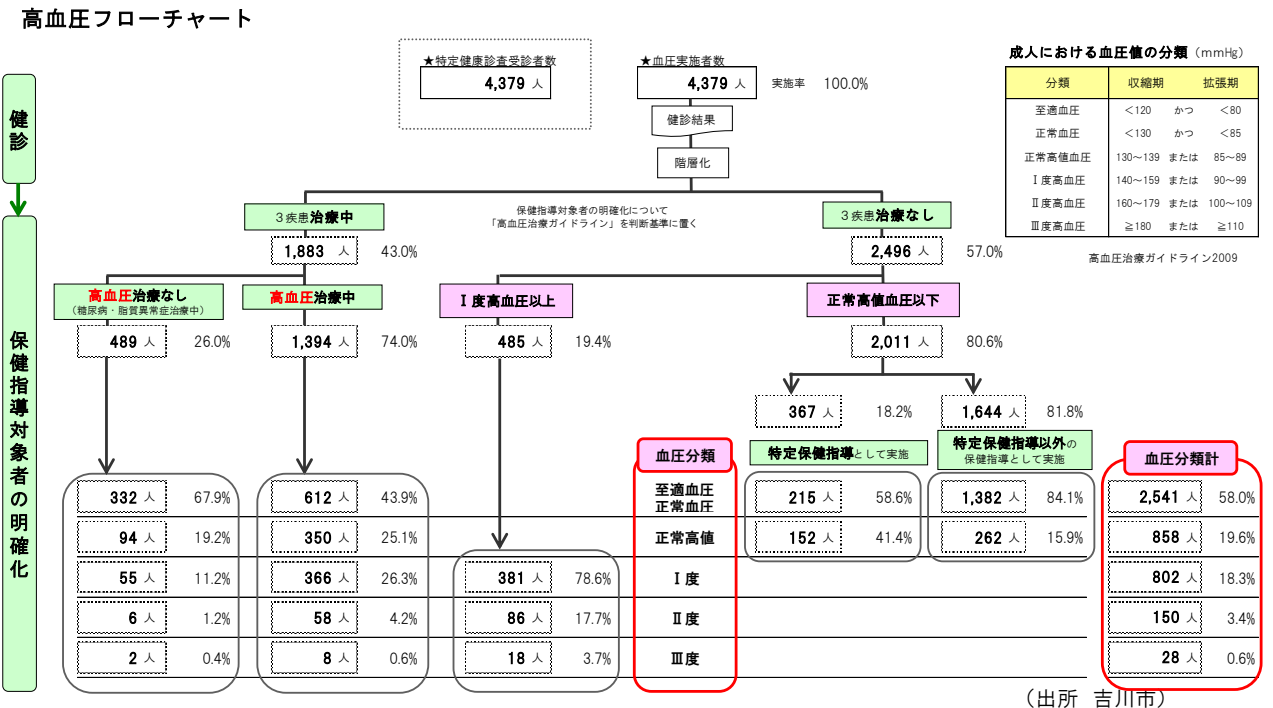 高血圧フローチャート
★特定健康診査受診者数
4,379 人
★血圧実施者数
4,379 人 実施率 100.0%
健診結果
階層化
成人における血圧値の分類（mmHg）
分類 収縮期 拡張期
至適血圧 ＜120 かつ ＜80
正常血圧 ＜130 かつ ＜85
正常高値血圧 130～139 または 85～89
Ⅰ度高血圧 140～159 または 90～99
Ⅱ度高血圧 160～179 または 100～109
Ⅲ度高血圧 ≧180 または ≧110
高血圧治療ガイドライン2009
健診
保健指導対象者の明確化
保健指導対象者の明確化について
「高血圧治療ガイドライン」を判断基準に置く
３疾患治療中
1,883 人 43.0%
３疾患治療なし
2,496 人 57.0%
高血圧治療なし
（糖尿病・脂質異常症治療中）
489 人 26.0%
高血圧治療中
1,394 人 74.0%
Ⅰ度高血圧以上
485 人 19.4%
正常高値血圧以下
2,011 人 80.6%
367 人 18.2%
1,644 人 81.8%
特定保健指導として実施
特定保健指導以外の
保健指導として実施
血圧分類
血圧分類計
332 人 67.9% 612 人 43.9% 至適血圧
正常血圧 215 人 58.6% 1,382 人 84.1% 2,541 人 58.0%
94 人 19.2% 350 人 25.1% 正常高値 152 人 41.4% 262 人 15.9% 858 人 19.6%
55 人 11.2% 366 人 26.3% 381 人 78.6% Ⅰ度 802 人 18.3%
6 人 1.2% 58 人 4.2% 86 人 17.7% Ⅱ度 150 人 3.4%
2 人 0.4% 8 人 0.6% 18 人 3.7% Ⅲ度 28 人 0.6%
（出所 吉川市）